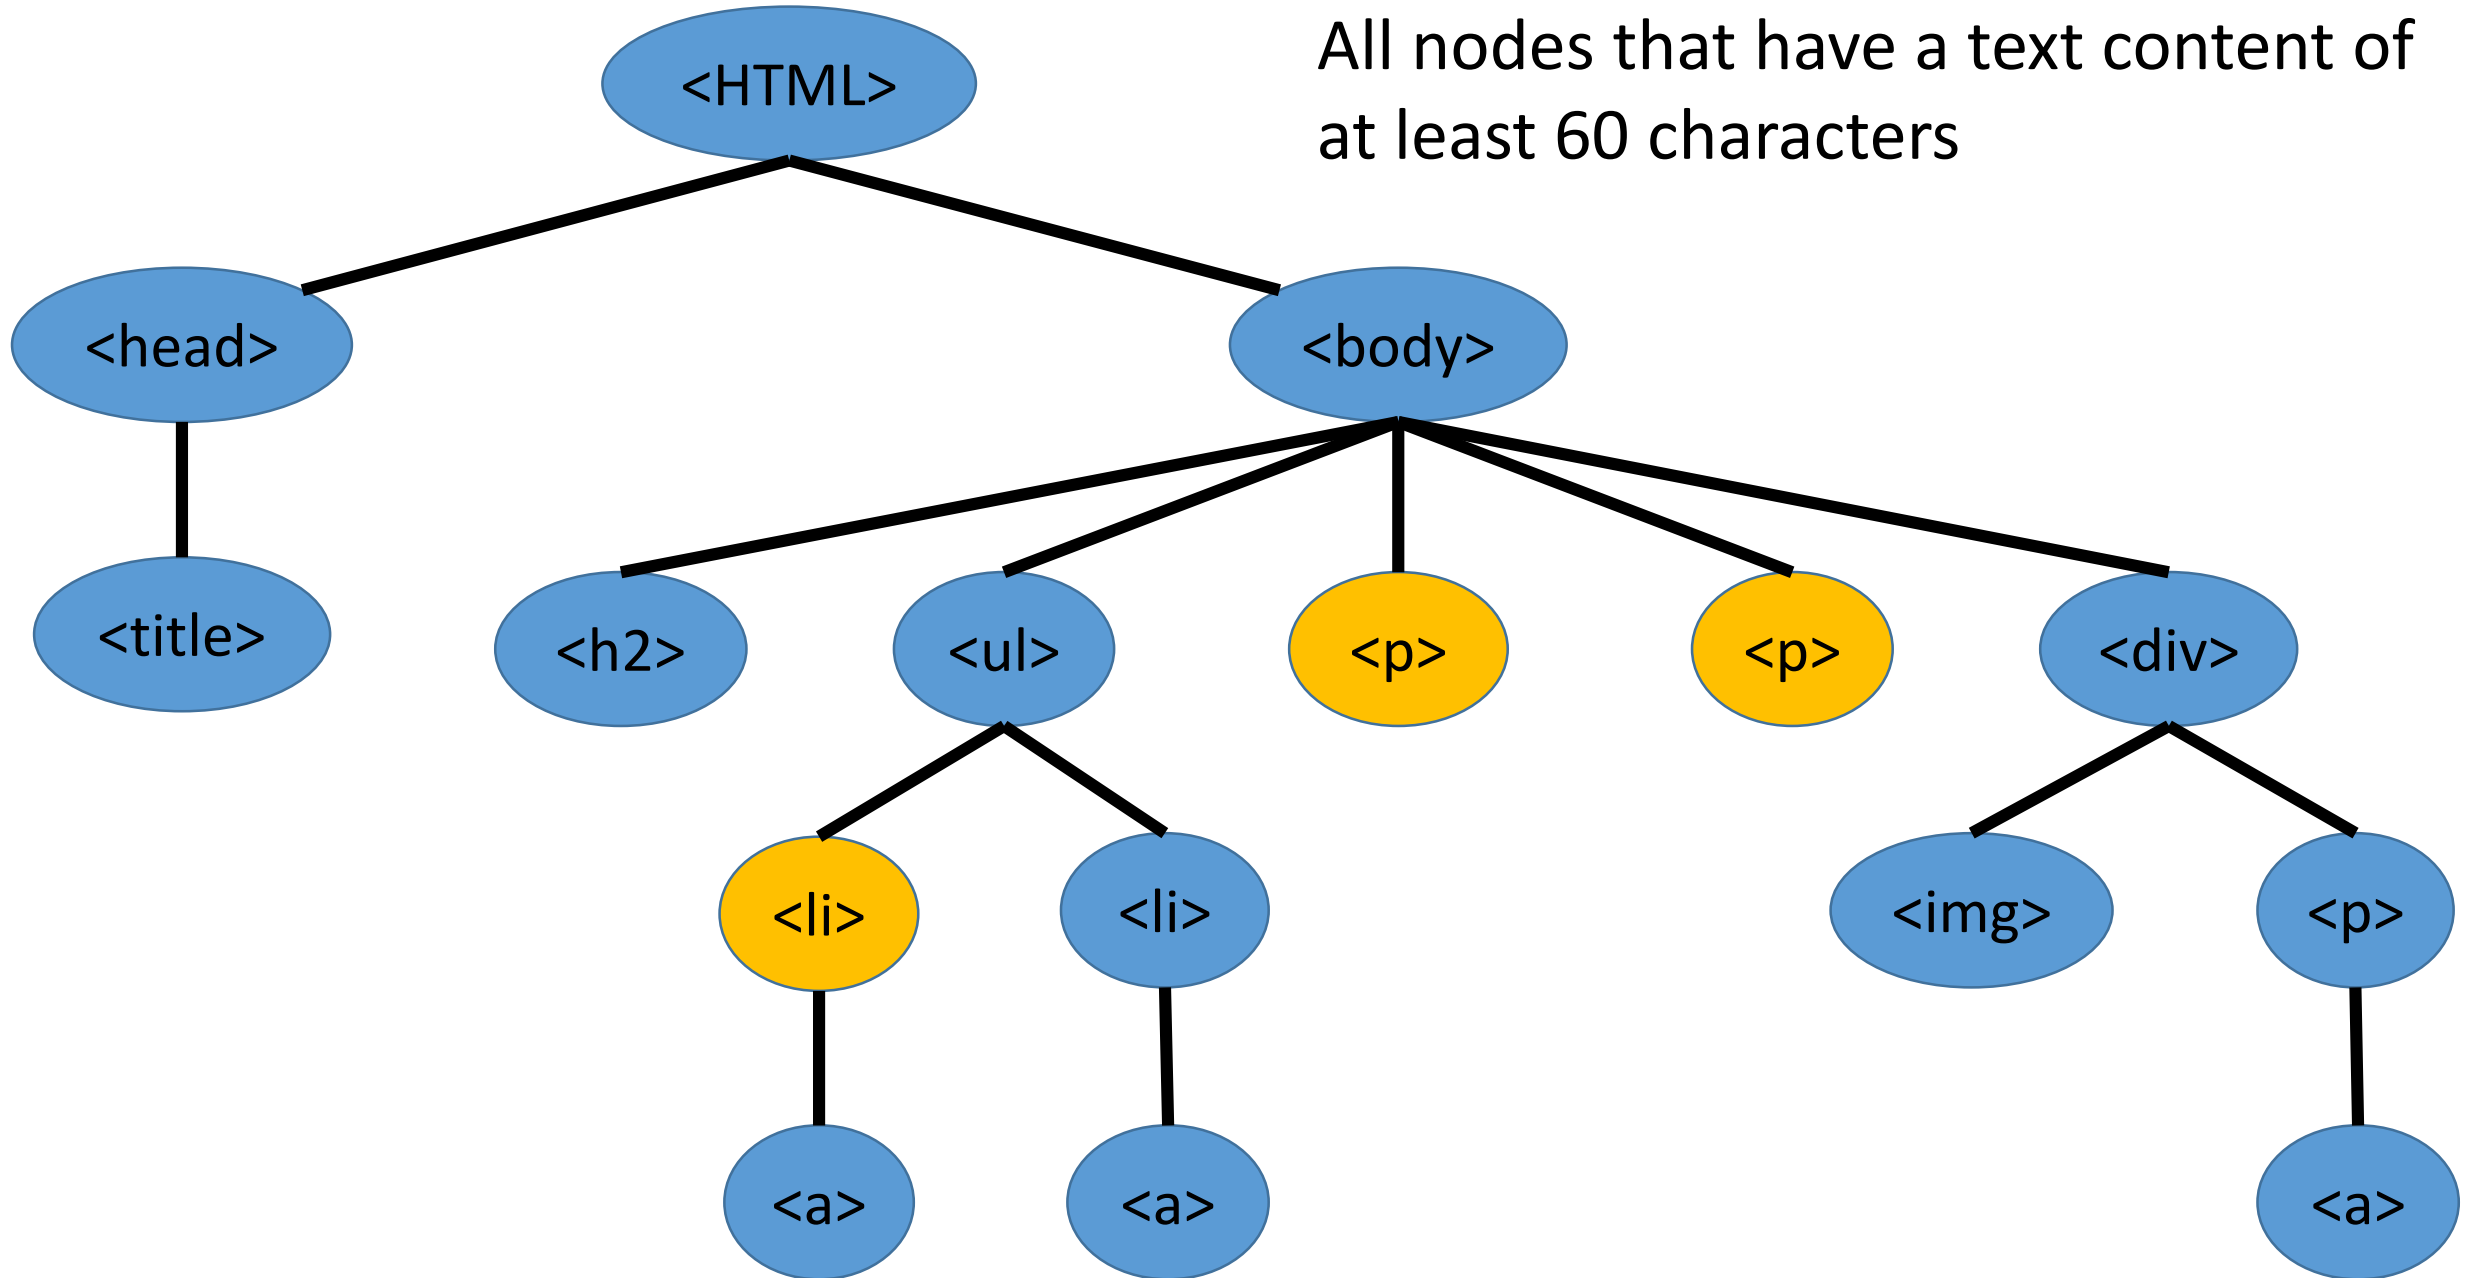 All nodes that have a text content of
at least 60 characters
<HTML>
<head>
<body>
<title>
<h2>
<ul>
<p>
<p>
<div>
<li>
<li>
<img>
<p>
<a>
<a>
<a>